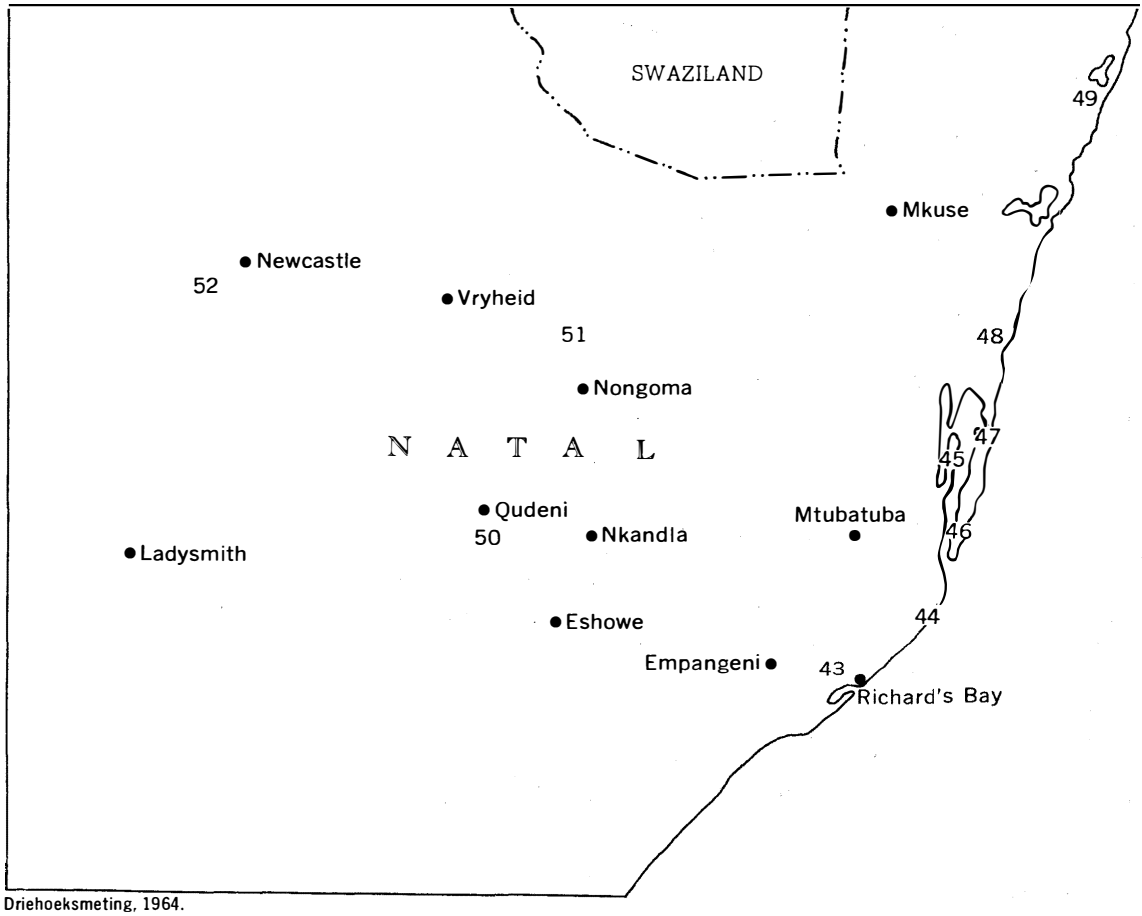 SWAZILAND
49
Mkuse
Newcastle
52
Vryheid
51
48
Nongoma
NATAL
47
45
Qudeni
50
Nkandla
Mtubatuba
46
Ladysmith
44
Eshowe
Empangeni
43
Richard's Bay
Driehoeksmeting, 1964.